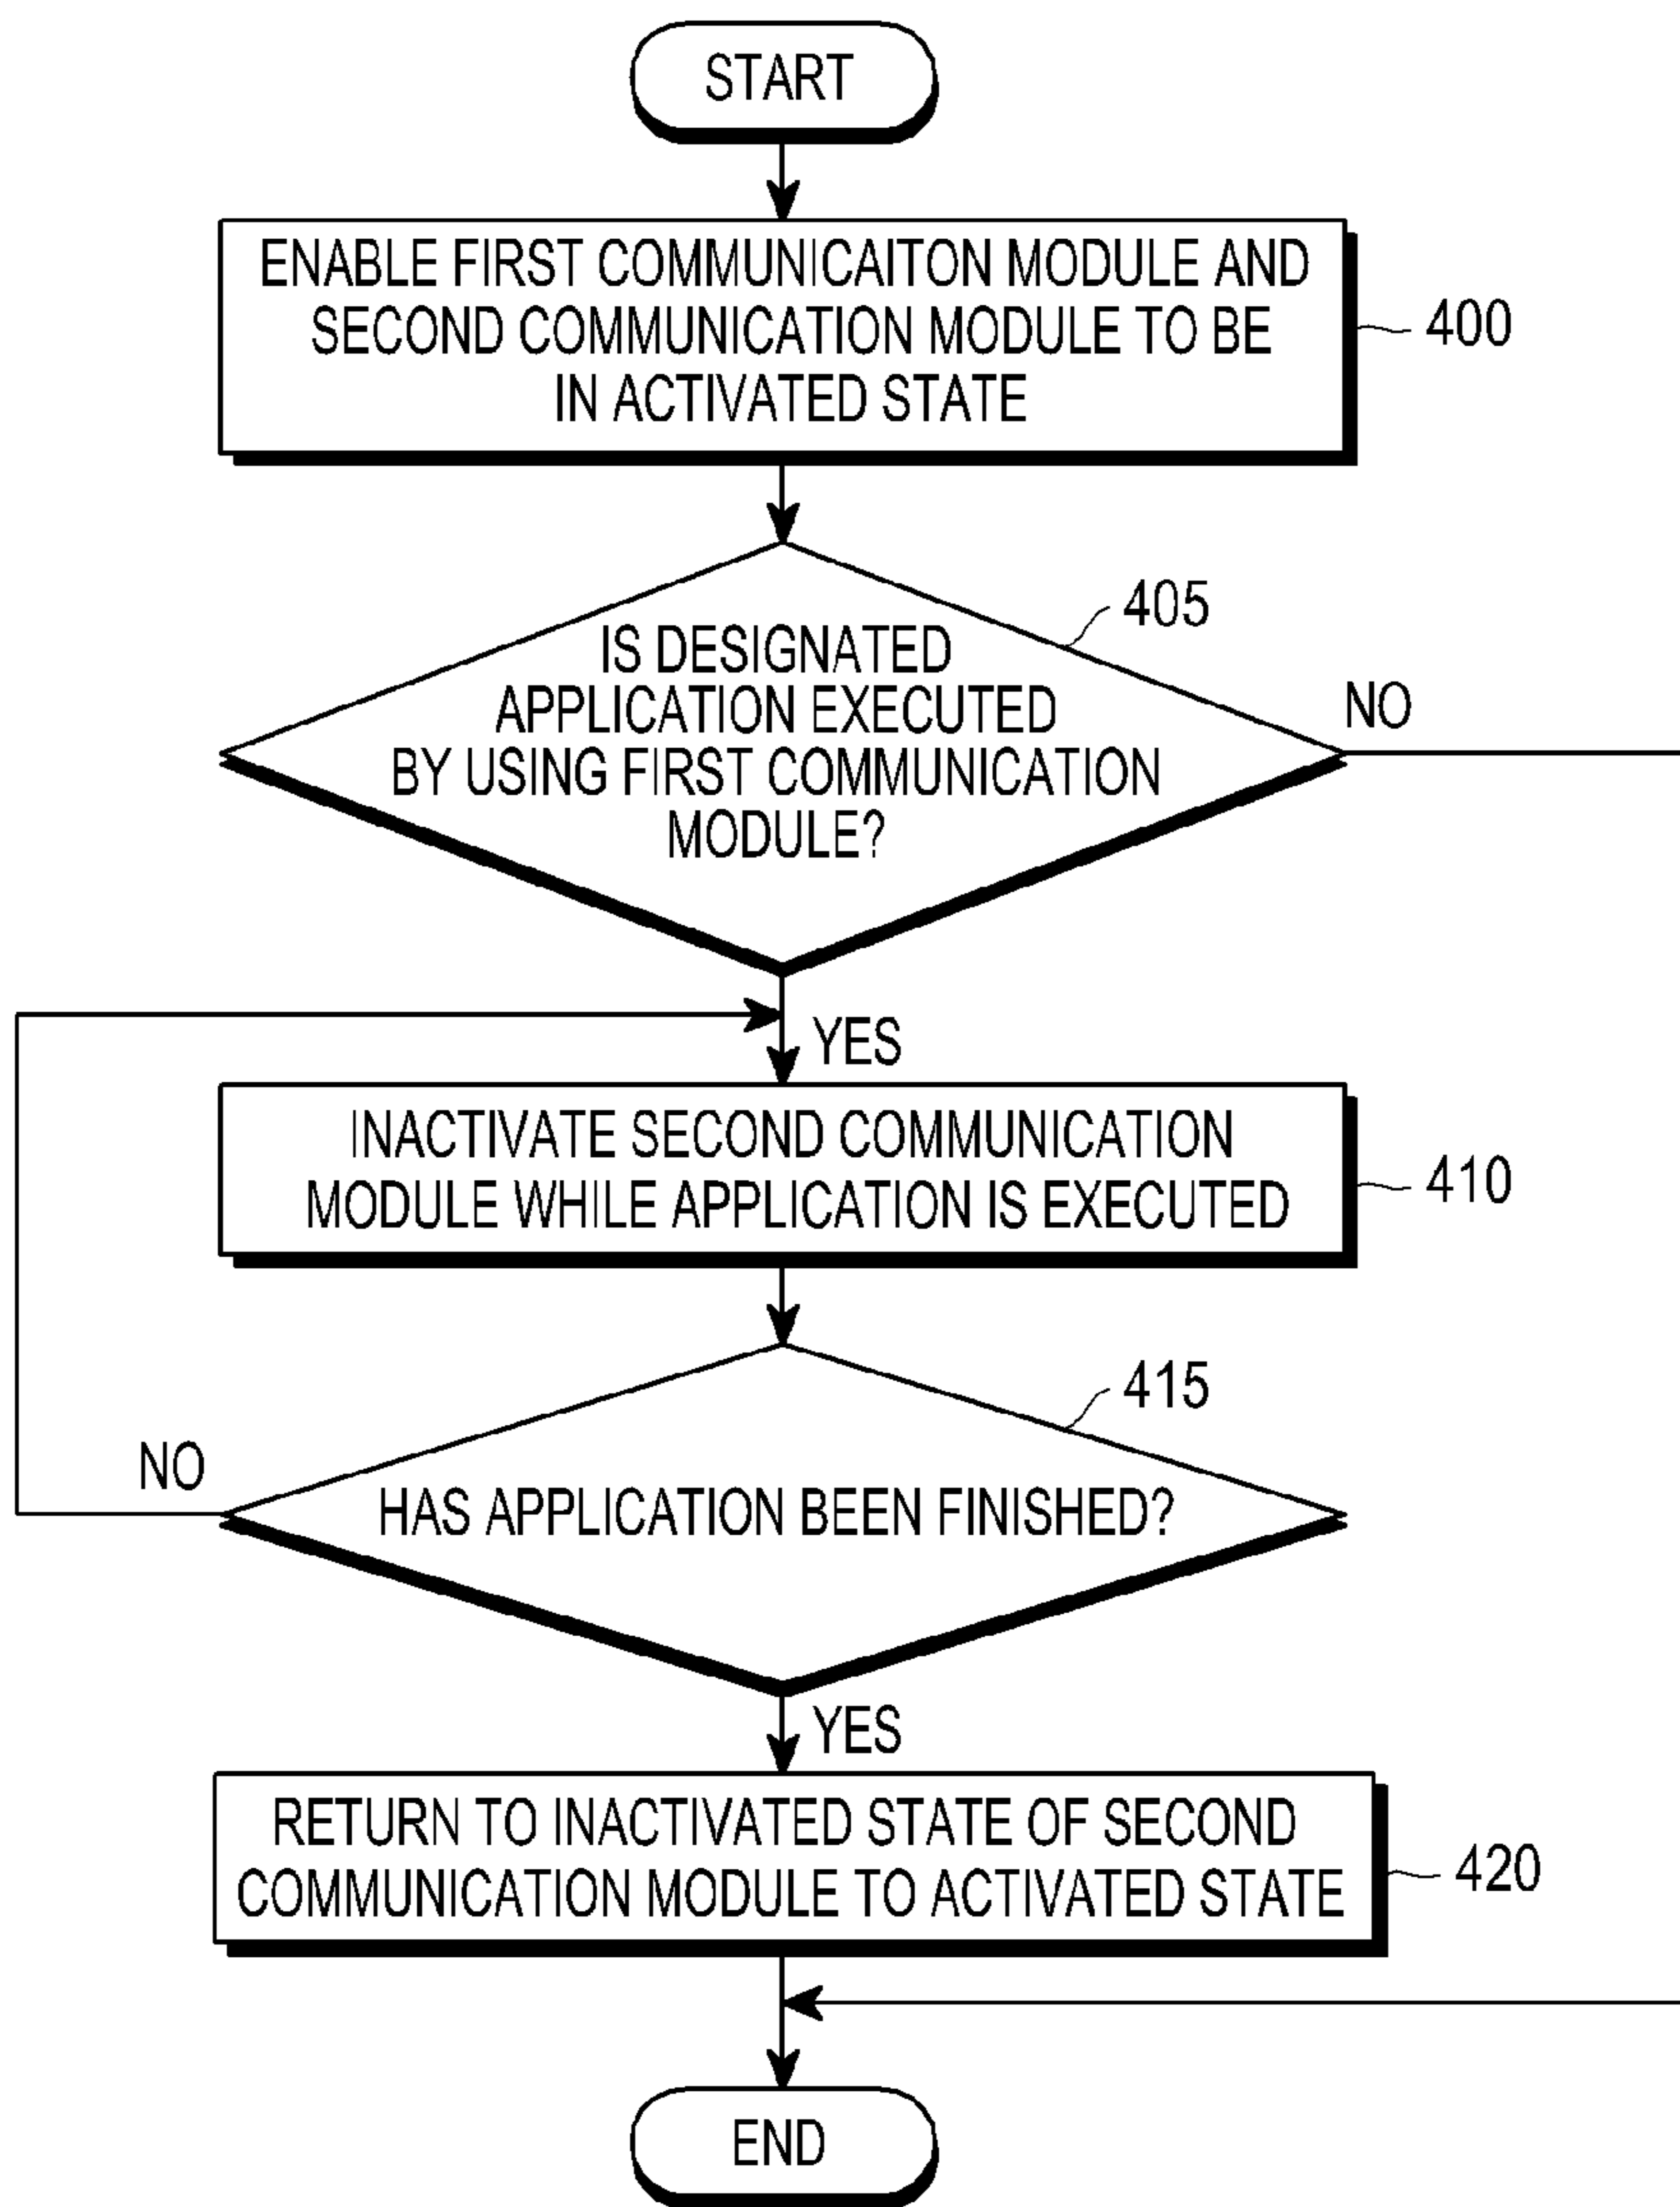 START
ENABLE FIRST COMMUNICAITON MODULE AND
SECOND COMMUNICATION MODULE TO BE
IN ACTIVATED STATE
400
405
IS DESIGNATED
APPLICATION EXECUTED
BY USING FIRST COMMUNICATION
MODULE?
NO
YES
INACTIVATE SECOND COMMUNICATION
MODULE WHILE APPLICATION IS EXECUTED
410
415
NO
HAS APPLICATION BEEN FINISHED?
YES
RETURN TO INACTIVATED STATE OF SECOND
COMMUNICATION MODULE TO ACTIVATED STATE
420
END